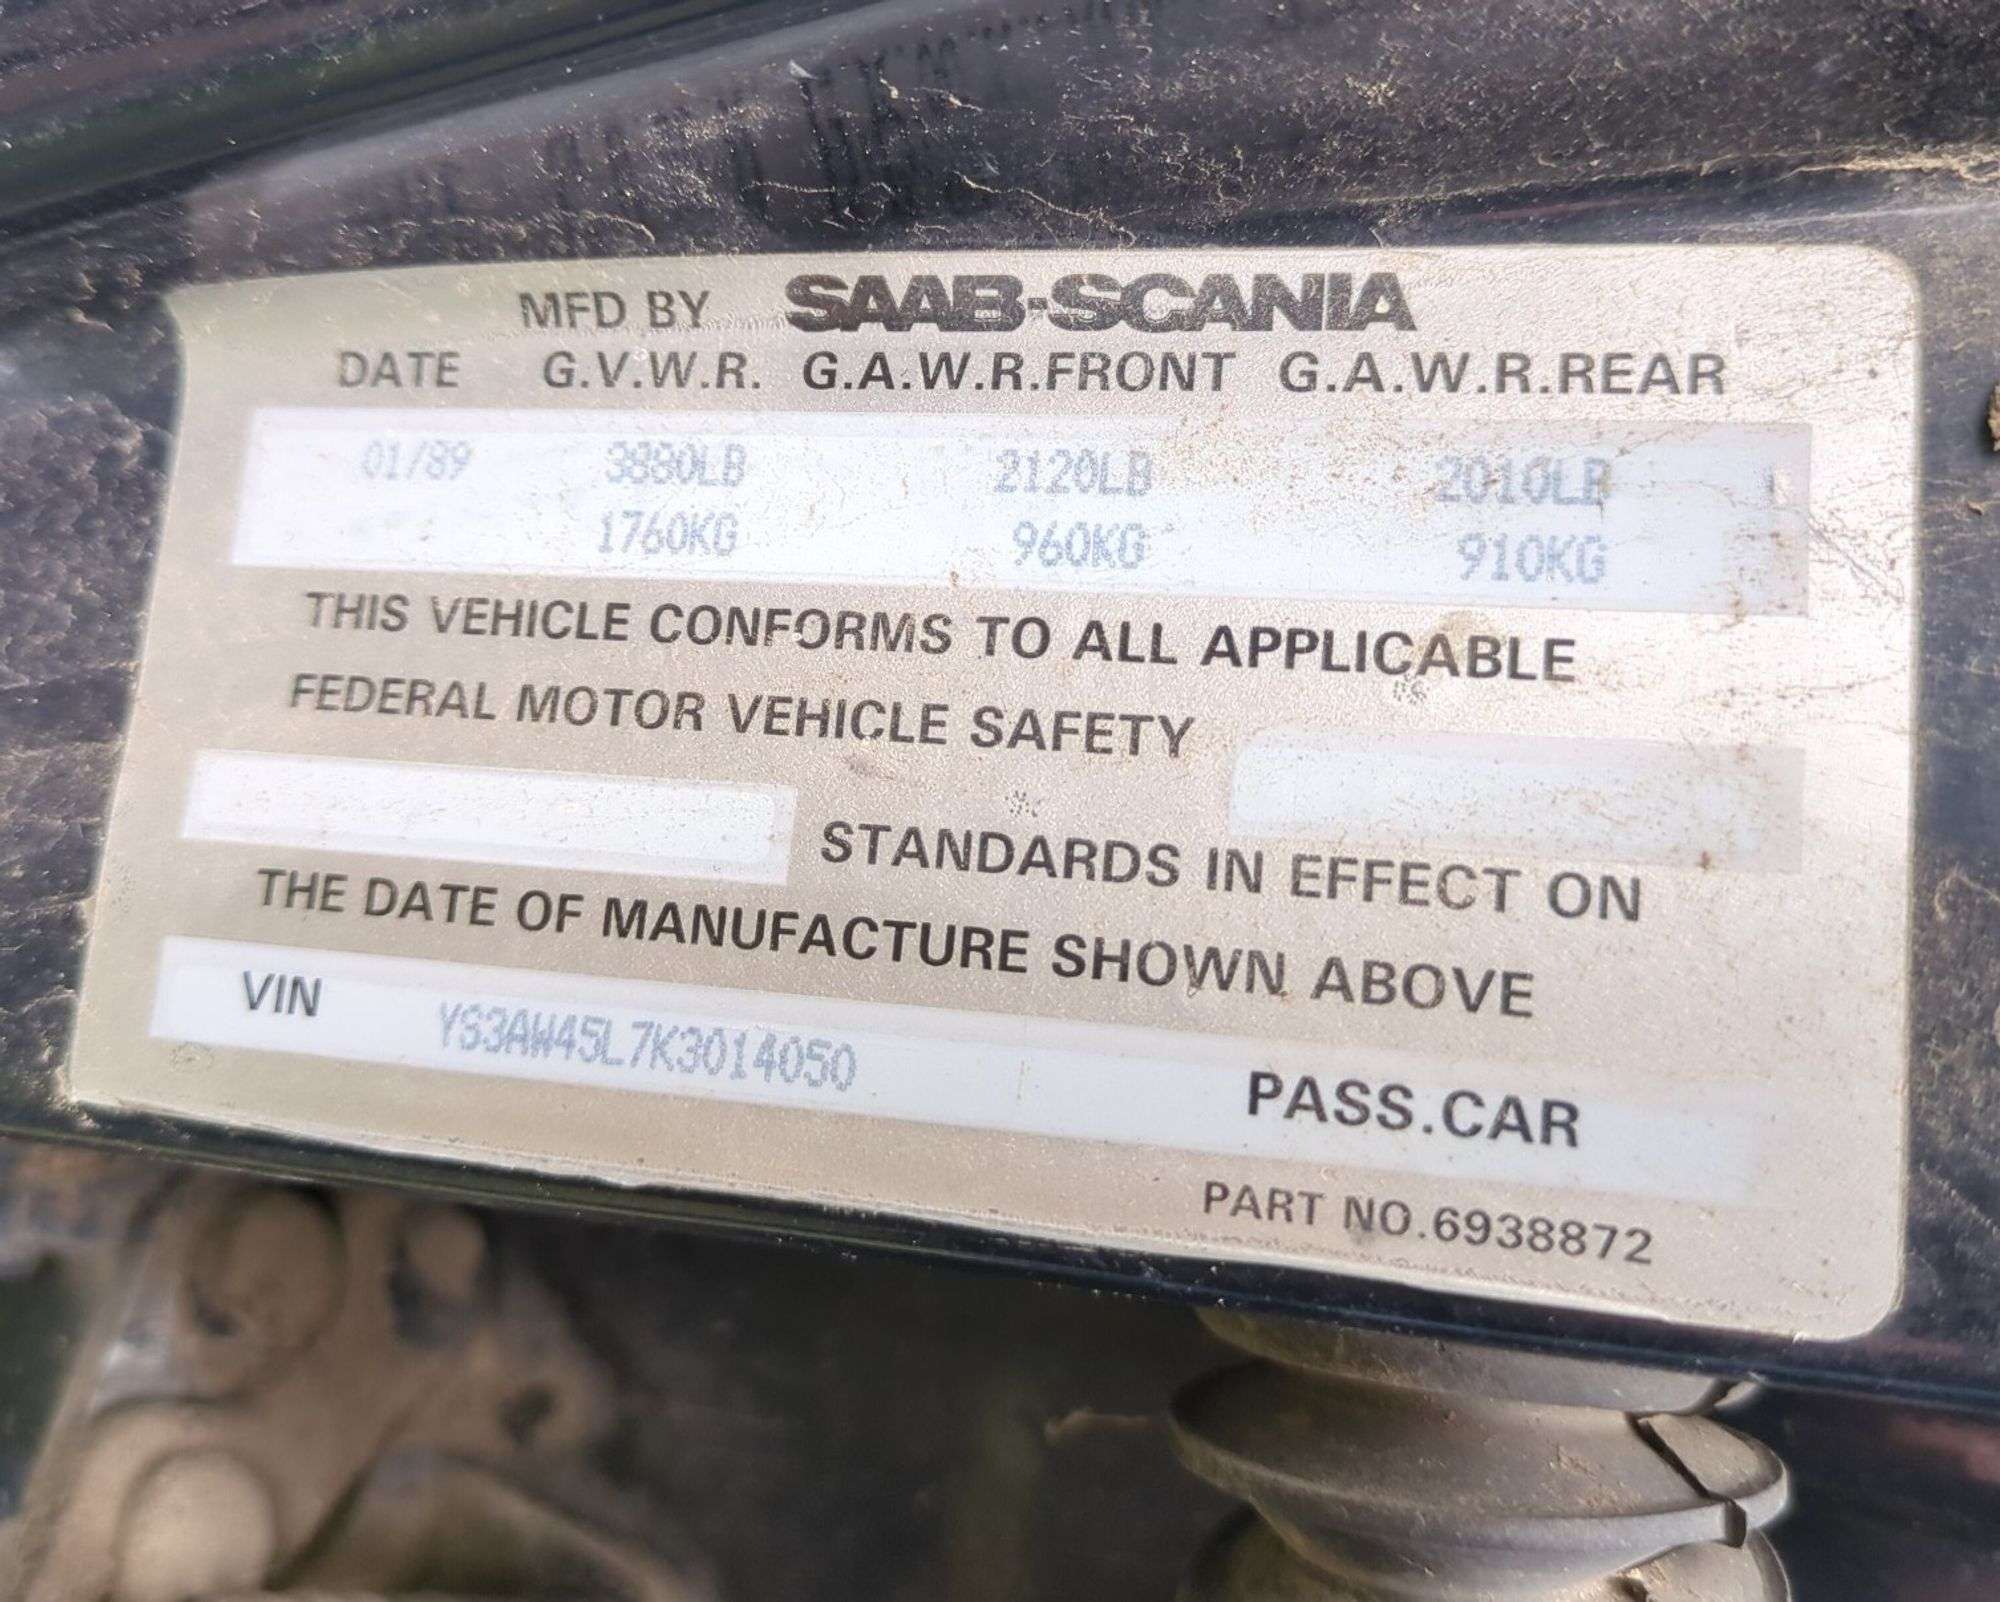 MFD BY SAAB-SCANIA
DATE G.V.W.R. G.A.W.R.FRONT G.A.W.R.REAR
01/89 3880LB 2120LB 2010LB
1760KG 960KG 910KG
THIS VEHICLE CONFORMS TO ALL APPLICABLE
FEDERAL MOTOR VEHICLE SAFETY
STANDARDS IN EFFECT ON
THE DATE OF MANUFACTURE SHOWN ABOVE
VIN YS3AW45L7K3014050 PASS.CAR
PART NO.6938872